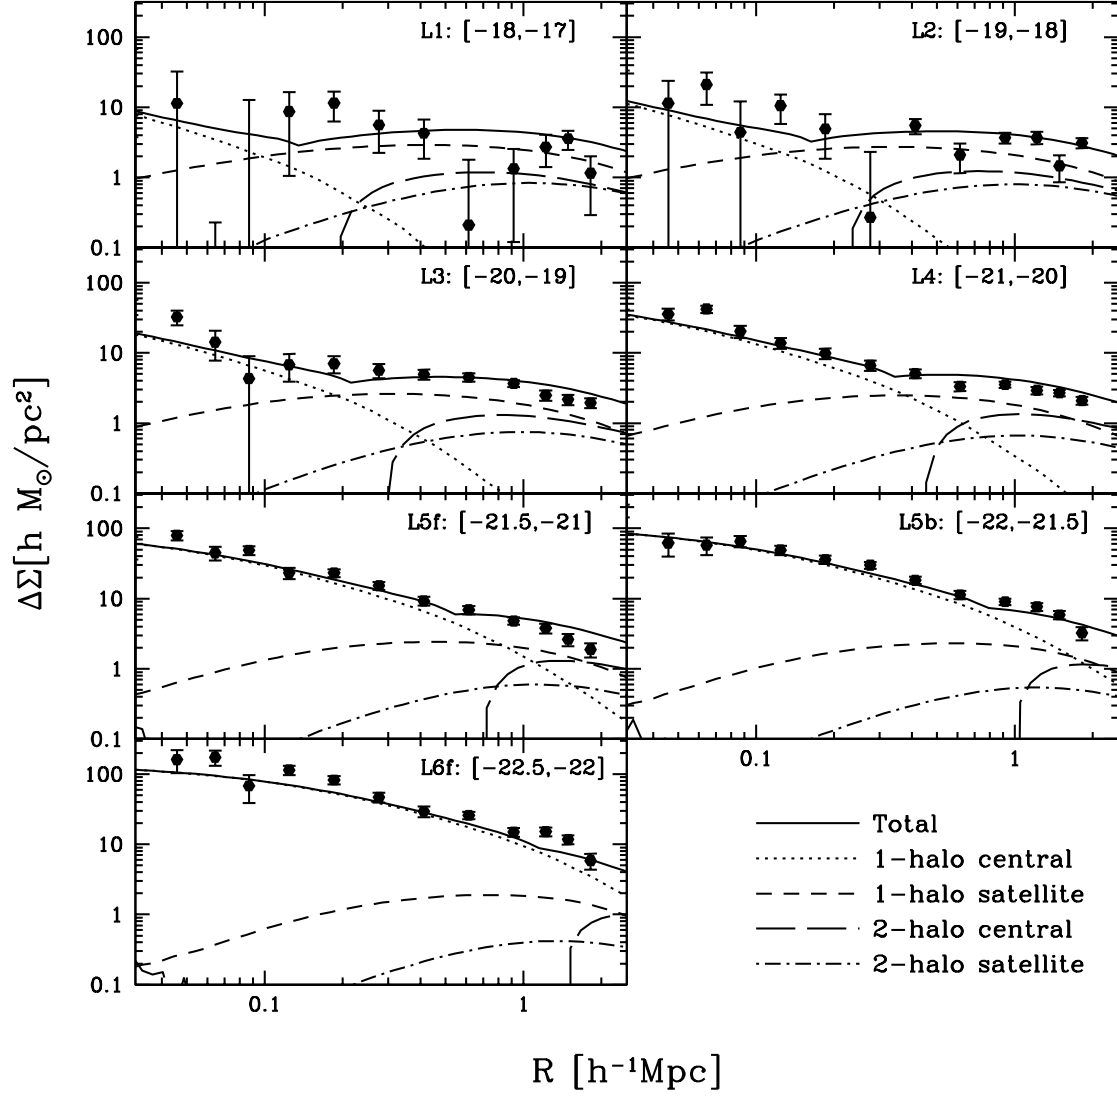 L1: [-18,-17]
L2: [-19,-18]
100
10
1
0.1
L3: [-20,-19]
L4: [-21,-20]
100
10
1
0.1
ΔΣ[h M⊙/pc²]
L5f: [-21.5,-21]
L5b: [-22,-21.5]
100
10
1
0.1
0.1
1
L6f: [-22.5,-22]
100
10
1
0.1
0.1
1
Total
1-halo central
1-halo satellite
2-halo central
2-halo satellite
R [h⁻¹Mpc]